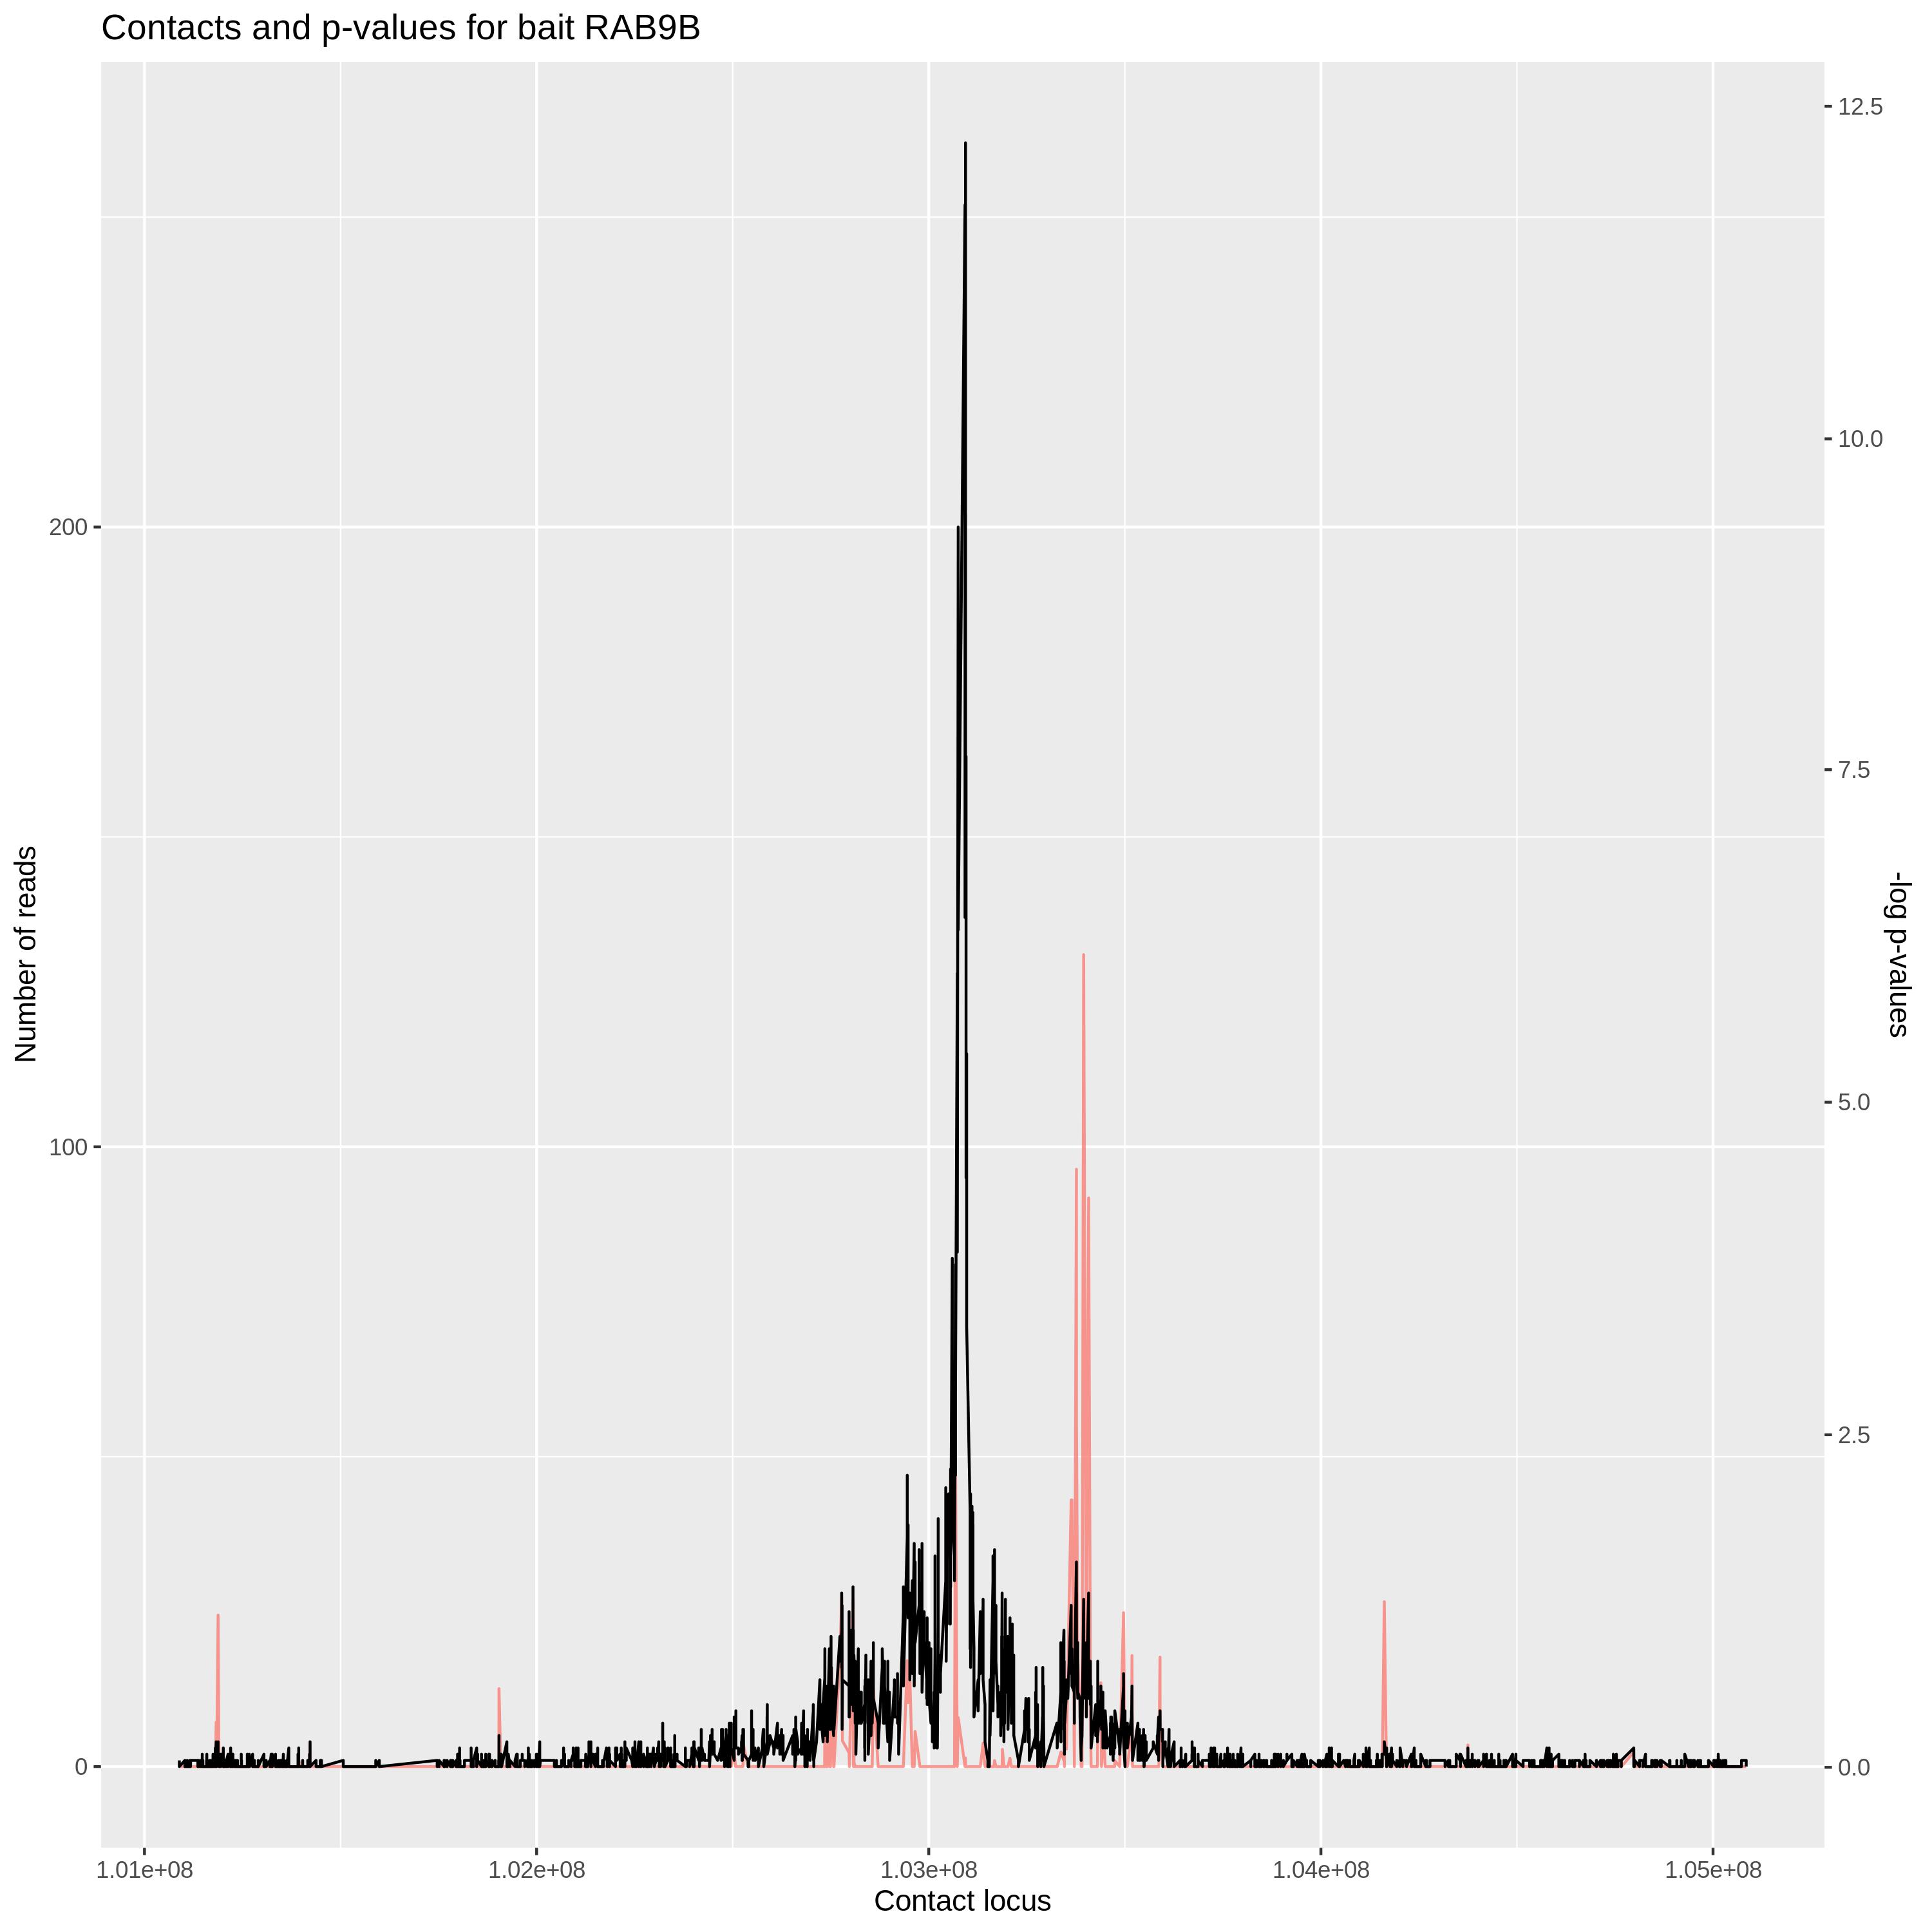 Contacts and p-values for bait RAB9B
Number of reads
200
100
0
12.5
10.0
7.5
5.0
2.5
0.0
-log p-values
1.01e+08 1.02e+08 1.03e+08 1.04e+08 1.05e+08
Contact locus